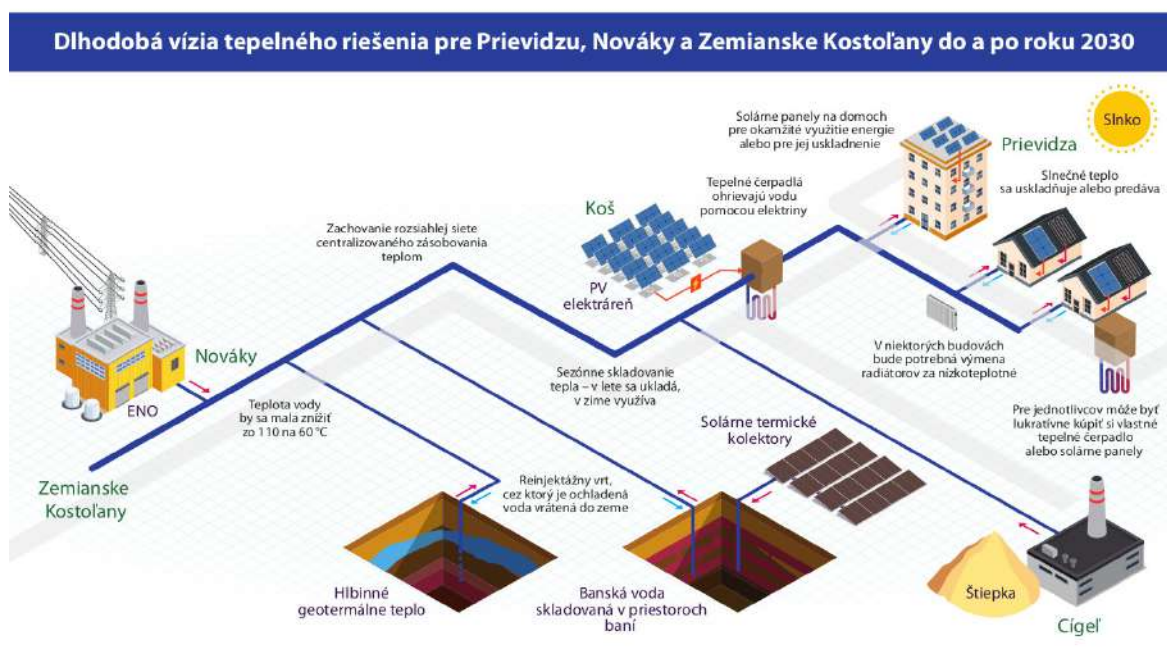 Dlhodobá vízia tepelného riešenia pre Prievidzu, Nováky a Zemianske Kostoľany do a po roku 2030
Solárne panely na domoch
pre okamžité využitie energie
alebo pre jej uskladnenie
Slnko
Prievidza
Slnečné teplo
sa uskladňuje alebo predáva
Tepelné čerpadlá
ohrievajú vodu
pomocou elektriny
Koš
PV
elektráreň
Zachovanie rozsiahlej siete
centralizovaného zásobovania
teplom
Nováky
ENO
Teplota vody
by sa mala znížiť
zo 110 na 60 °C
Zemianske
Kostoľany
Sezónne skladovanie
tepla – v lete sa ukladá,
v zime využíva
V niektorých budovách
bude potrebná výmena
radiátorov za nízkoteplotné
Pre jednotlivcov môže byť
lukratívne kúpiť si vlastné
tepelné čerpadlo
alebo solárne panely
Solárne termické
kolektory
Reinjektážny vrt,
cez ktorý je ochladená
voda vrátená do zeme
Hlbinné
geotermálne teplo
Banská voda
skladovaná v priestoroch
baní
Štiepka
Cígeľ